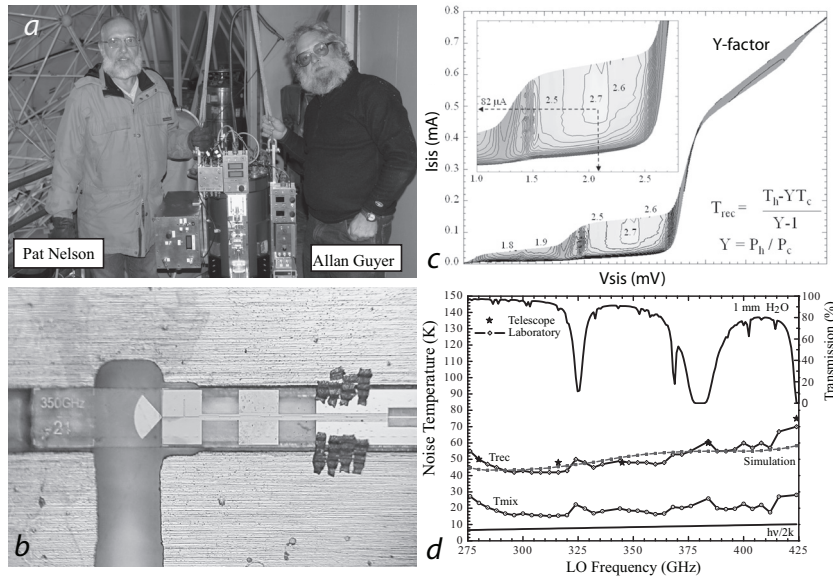 a
Pat Nelson
Allan Guyer
b
350GHz
-21
c
Isis (mA)
0.8
0.7
0.6
0.5
0.4
0.3
0.2
0.1
0.0
Y-factor
82 μA
2.5
2.6
2.7
1.0
1.5
2.0
2.5
1.8
1.9
2.5
2.6
2.7
Trec = Th-YTc / Y-1
Y = Ph / Pc
Vsis (mV)
d
Noise Temperature (K)
150
140
130
120
110
100
90
80
70
60
50
40
30
20
10
0
1 mm H2O
Telescope
Laboratory
Trec
Simulation
Tmix
hν/2k
100
80
60
40
20
0
Transmission (%)
275
300
325
350
375
400
425
LO Frequency (GHz)